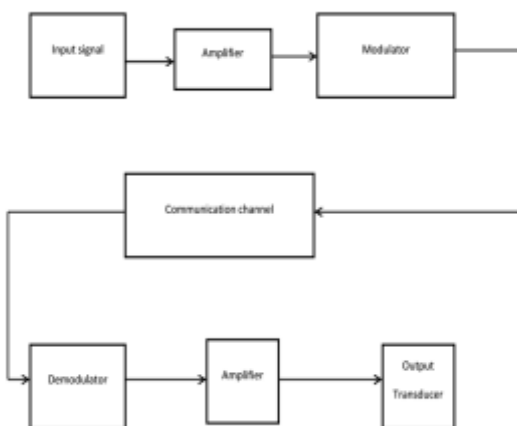 Input signal
Amplifier
Modulator
Communication channel
Demodulator
Amplifier
Output
Transducer